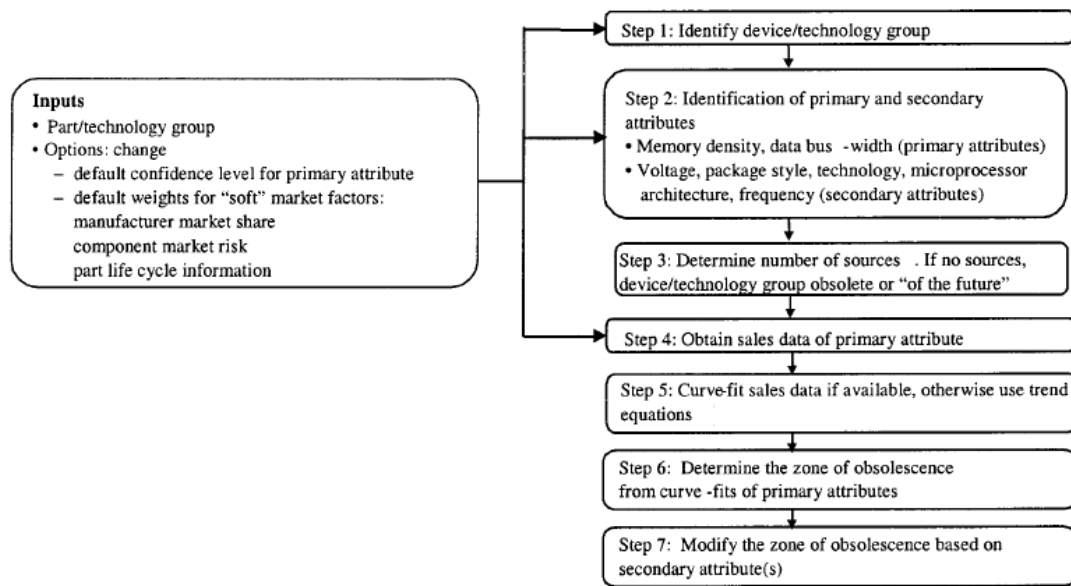 Inputs
• Part/technology group
• Options: change
– default confidence level for primary attribute
– default weights for “soft” market factors:
manufacturer market share
component market risk
part life cycle information
Step 1: Identify device/technology group
Step 2: Identification of primary and secondary
attributes
• Memory density, data bus -width (primary attributes)
• Voltage, package style, technology, microprocessor
architecture, frequency (secondary attributes)
Step 3: Determine number of sources . If no sources,
device/technology group obsolete or “of the future”
Step 4: Obtain sales data of primary attribute
Step 5: Curve-fit sales data if available, otherwise use trend
equations
Step 6: Determine the zone of obsolescence
from curve -fits of primary attributes
Step 7: Modify the zone of obsolescence based on
secondary attribute(s)